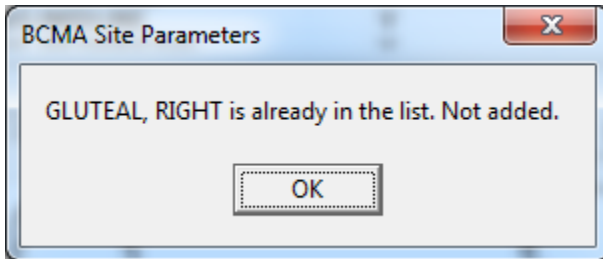 BCMA Site Parameters
GLUTEAL, RIGHT is already in the list. Not added.
OK